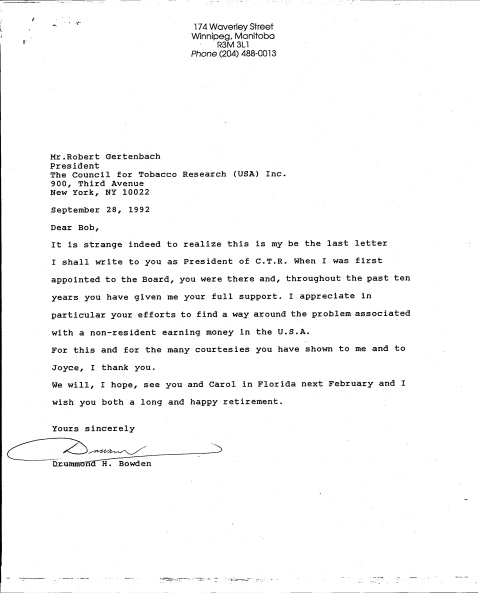 174 Waverley Street
Winnipeg, Manitoba
R3M 3L1
Phone (204) 488-0013
Mr.Robert Gertenbach
President
The Council for Tobacco Research (USA) Inc.
900, Third Avenue
New York, NY 10022
September 28, 1992
Dear Bob,
It is strange indeed to realize this is my be the last letter
I shall write to you as President of C.T.R. When I was first
appointed to the Board, you were there and, throughout the past ten
years you have given me your full support. I appreciate in
particular your efforts to find a way around the problem associated
with a non-resident earning money in the U.S.A.
For this and for the many courtesies you have shown to me and to
Joyce, I thank you.
We will, I hope, see you and Carol in Florida next February and I
wish you both a long and happy retirement.
Yours sincerely
Drummond H. Bowden